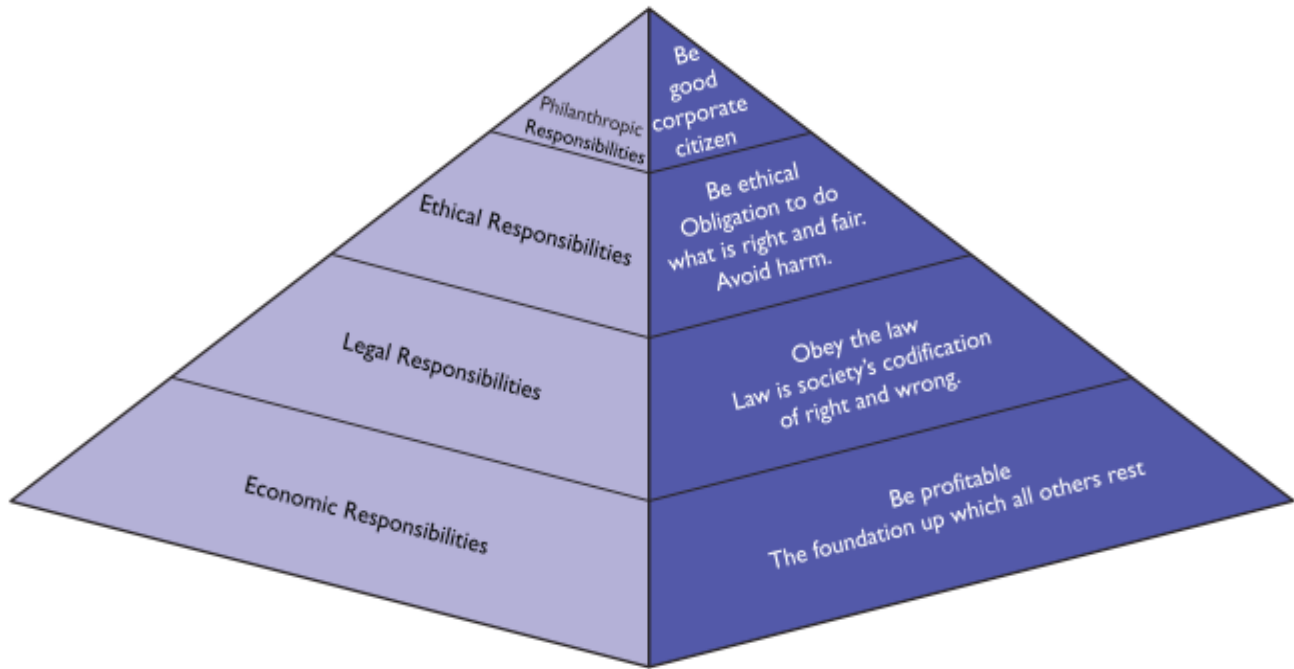 Philanthropic
Responsibilities
Be
good
corporate
citizen
Ethical Responsibilities
Be ethical
Obligation to do
what is right and fair.
Avoid harm.
Legal Responsibilities
Obey the law
Law is society's codification
of right and wrong.
Economic Responsibilities
Be profitable
The foundation up which all others rest